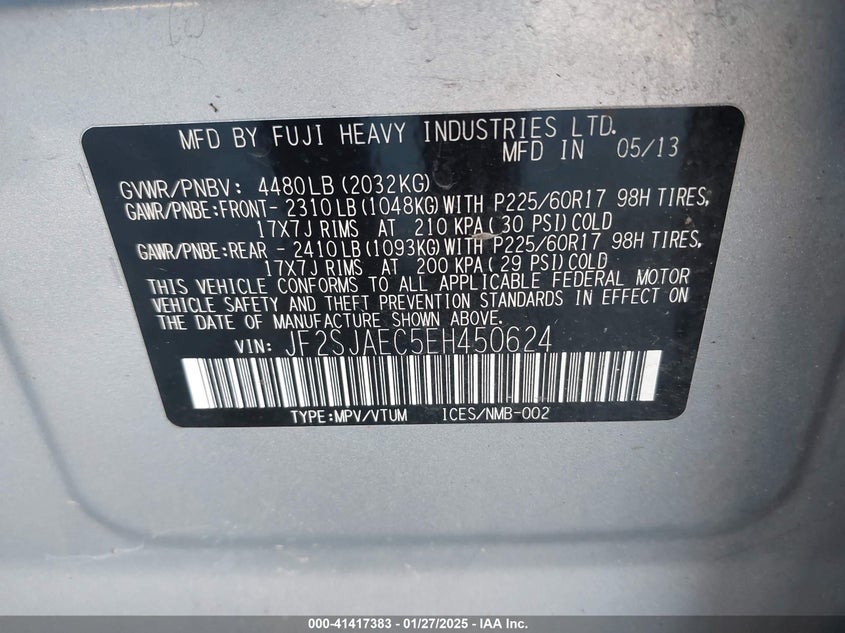 MFD BY FUJI HEAVY INDUSTRIES LTD.
MFD IN 05/13
GVWR/PNBV: 4480LB(2032KG)
GAWR/PNBE:FRONT- 2310LB(1048KG)WITH P225/60R17 98H TIRES,
17X7J RIMS AT 210 KPA( 30 PSI)COLD
GAWR/PNBE:REAR - 2410LB(1093KG)WITH P225/60R17 98H TIRES,
17X7J RIMS AT 200 KPA( 29 PSI)COLD
THIS VEHICLE CONFORMS TO ALL APPLICABLE FEDERAL MOTOR
VEHICLE SAFETY AND THEFT PREVENTION STANDARDS IN EFFECT ON
THE DATE OF MANUFACTURE SHOWN ABOVE.
VIN: JF2SJAEC5EH450624
TYPE:MPV/VTUM ICES/NMB-002
000-41417383 - 01/27/2025 - IAA Inc.